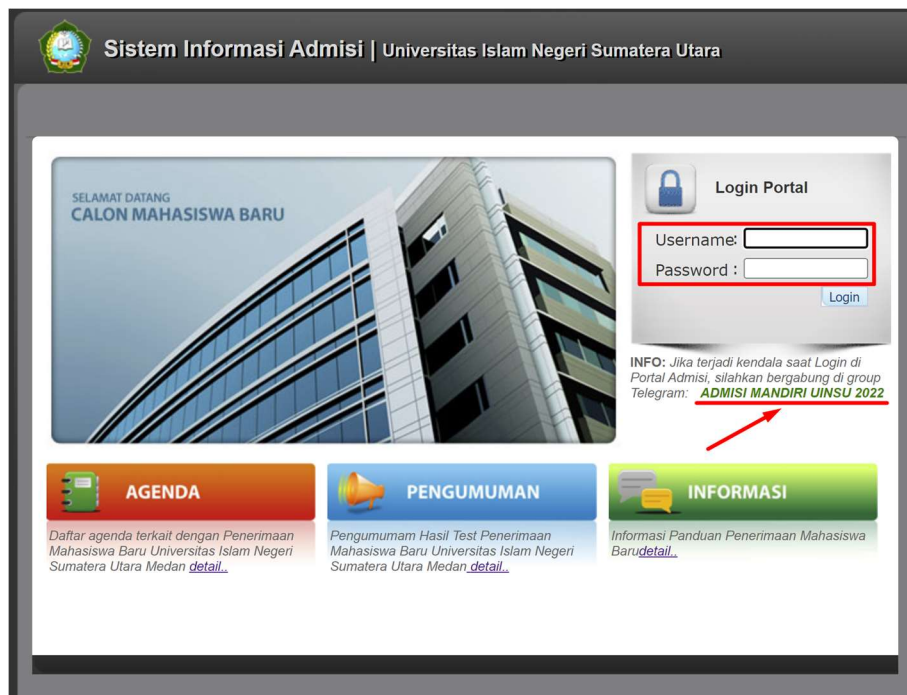 Sistem Informasi Admisi | Universitas Islam Negeri Sumatera Utara
SELAMAT DATANG
CALON MAHASISWA BARU
Login Portal
Username:
Password :
Login
INFO: Jika terjadi kendala saat Login di
Portal Admisi, silahkan bergabung di group
Telegram: ADMISI MANDIRI UINSU 2022
AGENDA
Daftar agenda terkait dengan Penerimaan
Mahasiswa Baru Universitas Islam Negeri
Sumatera Utara Medan detail..
PENGUMUMAN
Pengumumam Hasil Test Penerimaan
Mahasiswa Baru Universitas Islam Negeri
Sumatera Utara Medan detail..
INFORMASI
Informasi Panduan Penerimaan Mahasiswa
Barudetail..